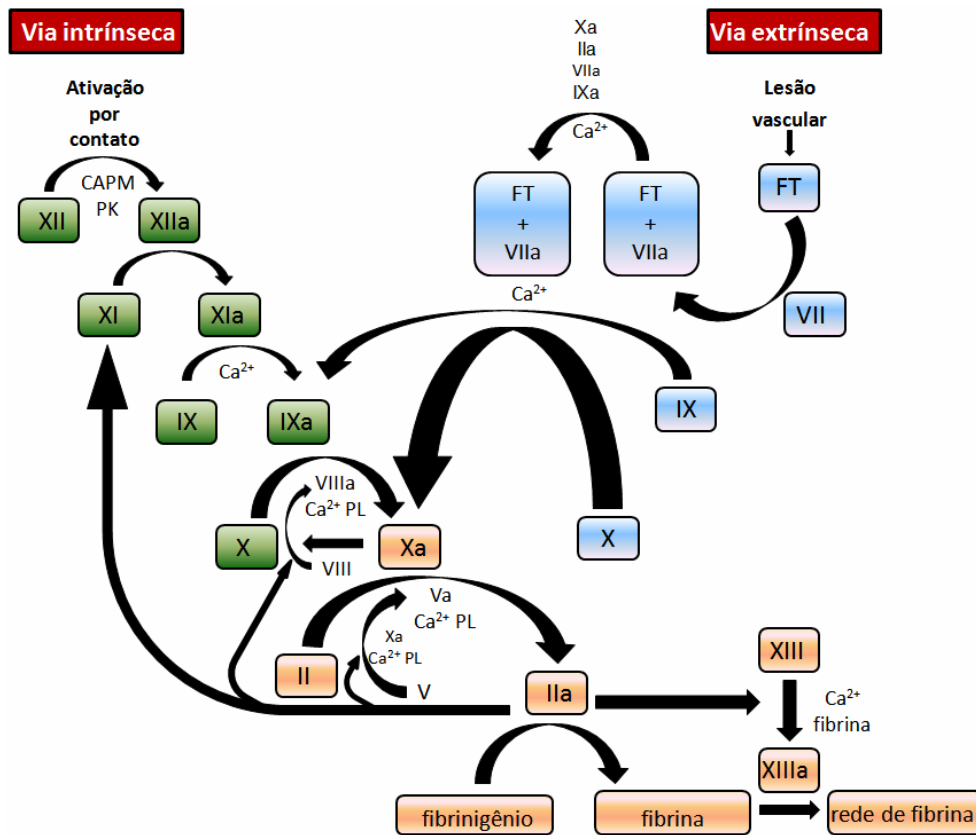 Via intrínseca
Via extrínseca
Ativação
por
contato
CAPM
PK
XII
XIIa
XI
XIa
Ca²⁺
IX
IXa
Xa
IIa
VIIa
IXa
Ca²⁺
FT
+
VIIa
FT
+
VIIa
Ca²⁺
Lesão
vascular
FT
VII
IX
X
X
VIIIa
Ca²⁺ PL
VIII
Xa
II
Va
Ca²⁺ PL
Xa
Ca²⁺ PL
V
IIa
XIII
Ca²⁺
fibrina
XIIIa
fibrinigênio
fibrina
rede de fibrina